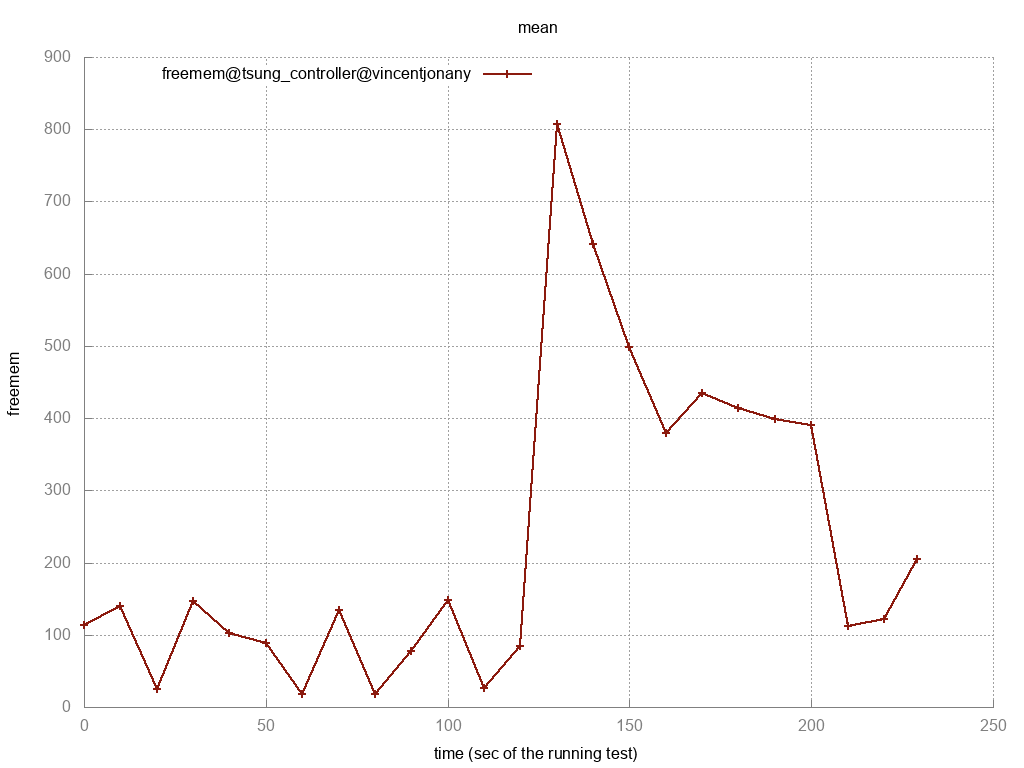 mean
900
freemem@tsung_controller@vincentjonany
800
700
600
500
400
300
200
100
0
freemem
0 50 100 150 200 250
time (sec of the running test)